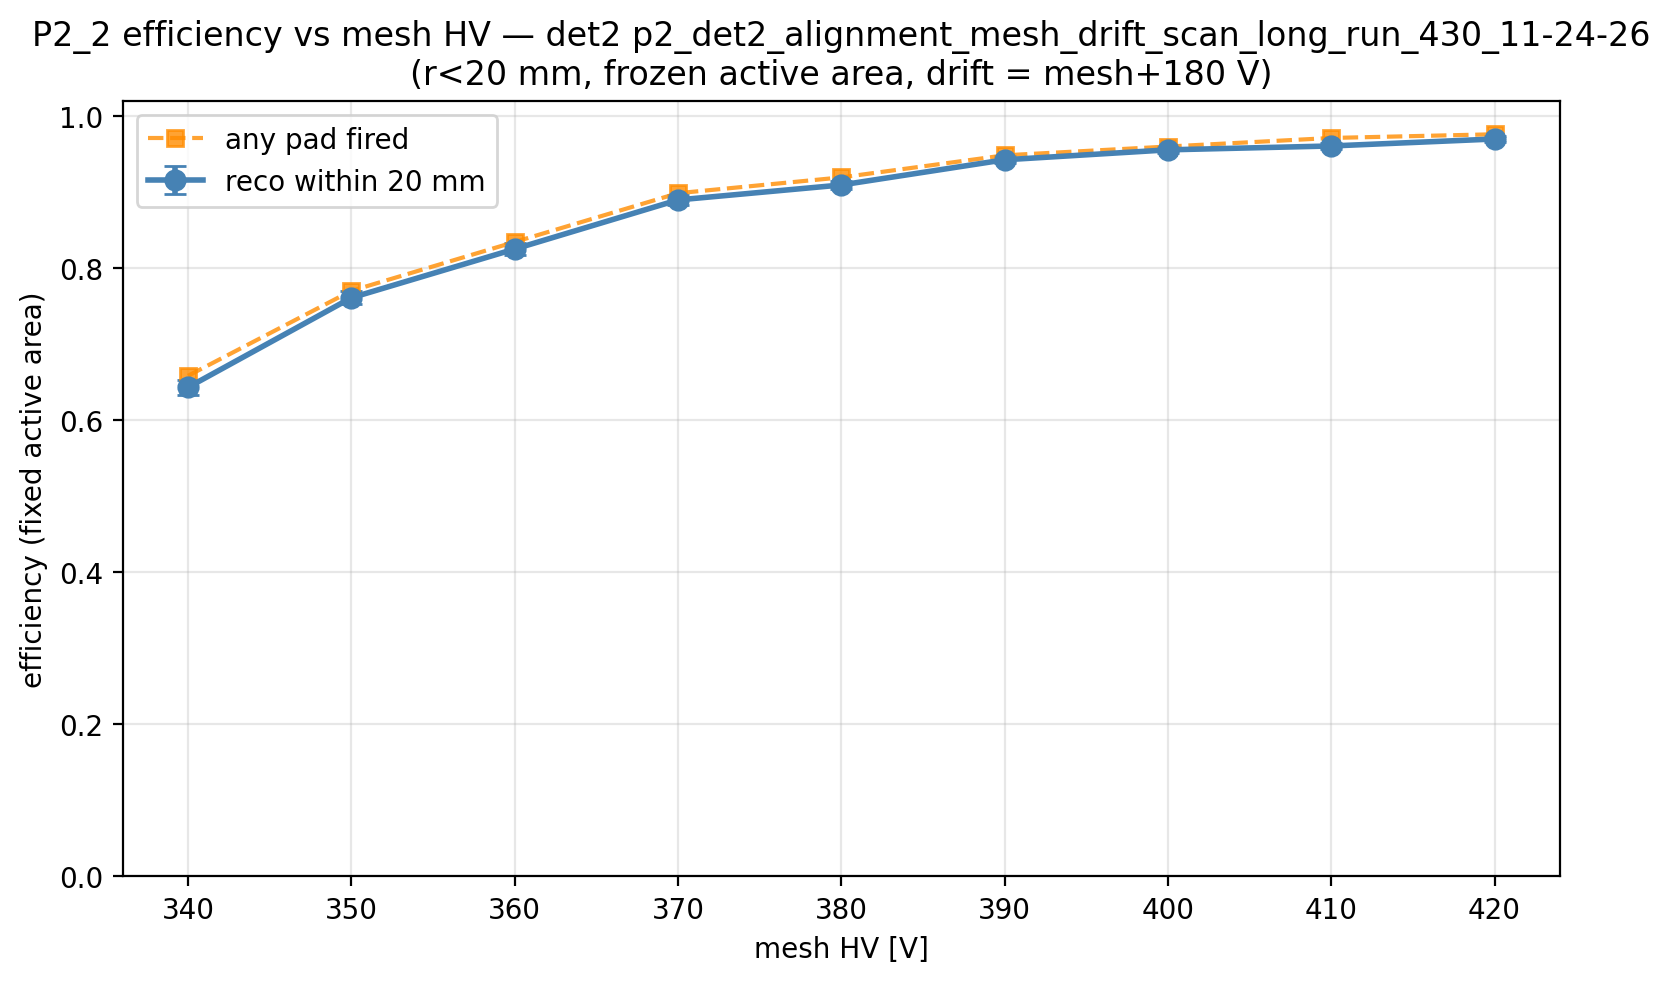 P2_2 efficiency vs mesh HV — det2 p2_det2_alignment_mesh_drift_scan_long_run_430_11-24-26
(r<20 mm, frozen active area, drift = mesh+180 V)
any pad fired
reco within 20 mm
efficiency (fixed active area)
1.0
0.8
0.6
0.4
0.2
0.0
340 350 360 370 380 390 400 410 420
mesh HV [V]